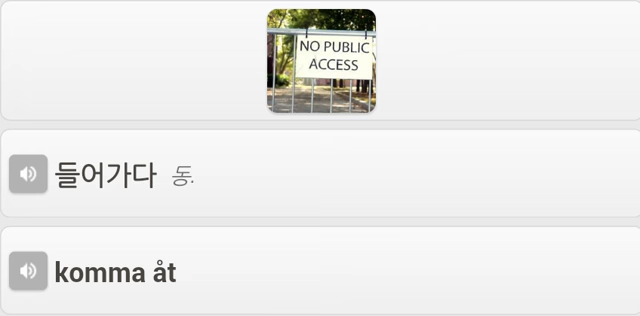 NO PUBLIC
ACCESS
들어가다 동.
komma åt